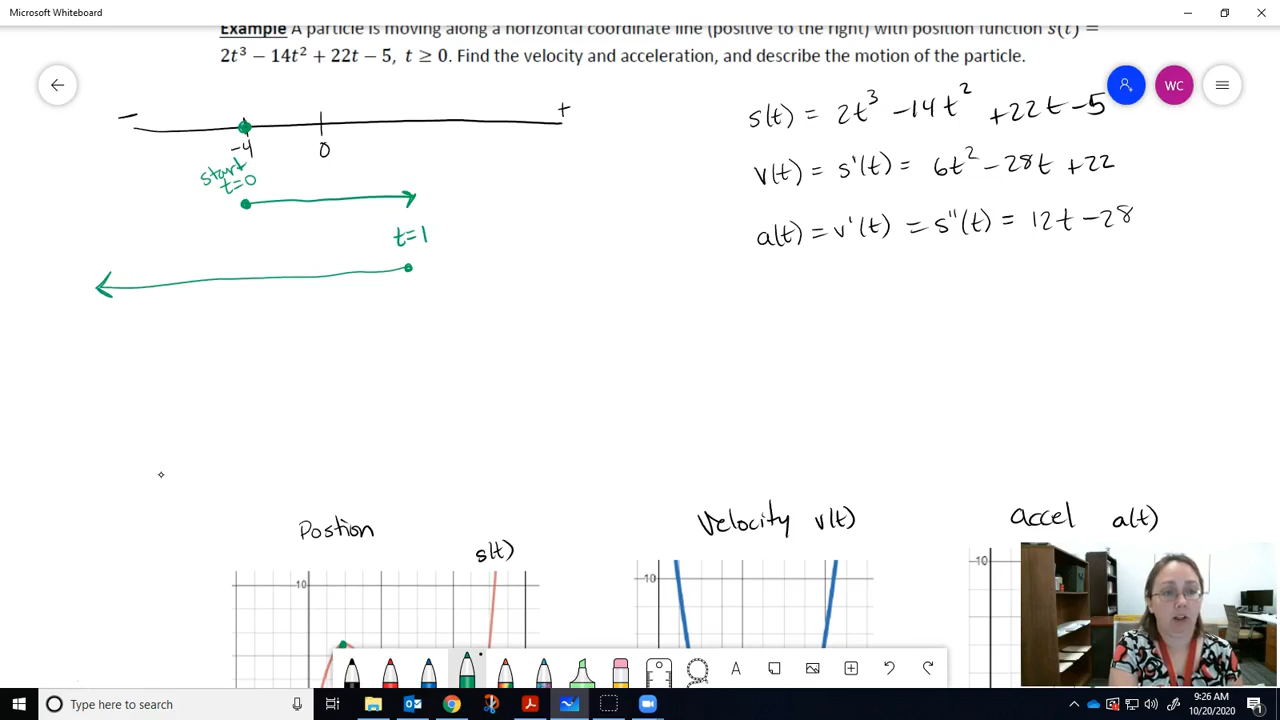 Microsoft Whiteboard
Example A particle is moving along a horizontal coordinate line (positive to the right) with position function s(t) =
2t³ − 14t² + 22t − 5, t ≥ 0. Find the velocity and acceleration, and describe the motion of the particle.
WC
− +
-4 0
start
t=0
t=1
s(t) = 2t³ -14t² +22t -5
v(t) = s'(t) = 6t² -28t +22
a(t) = v'(t) = s''(t) = 12t -28
Postion
s(t)
Velocity v(t)
accel a(t)
10
10
10
A
Type here to search
9:26 AM
10/20/2020